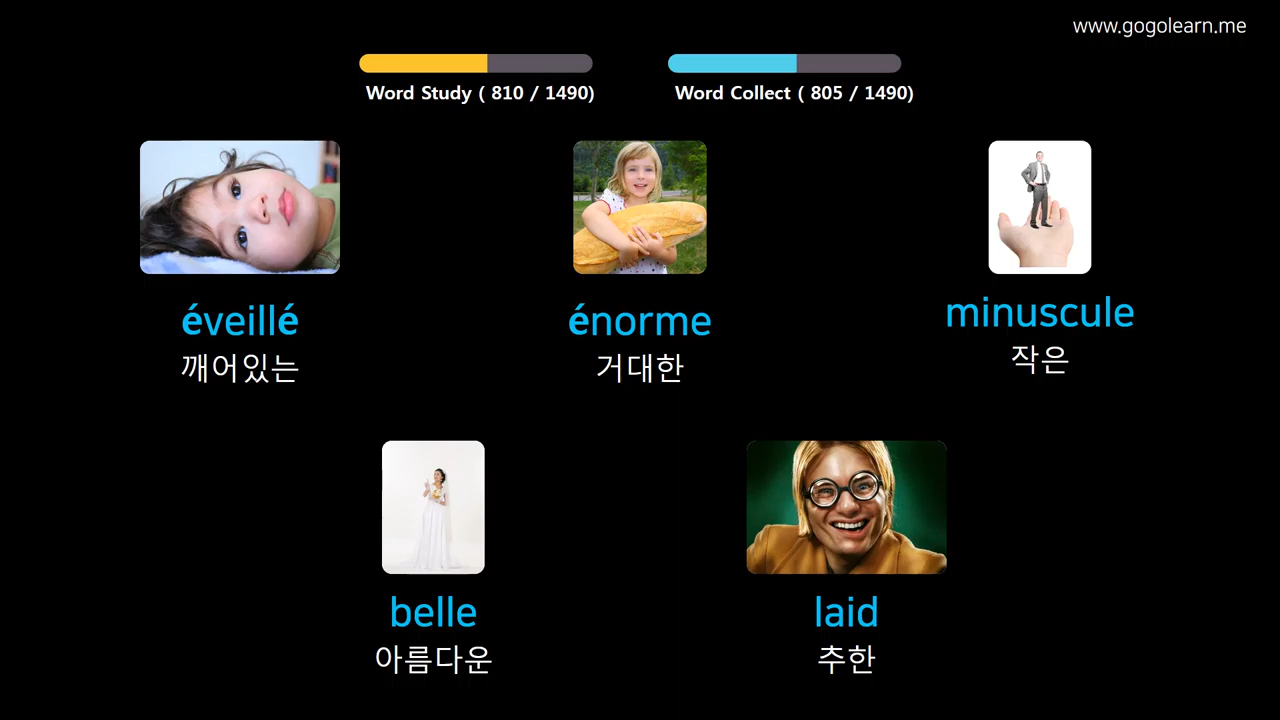 www.gogolearn.me
Word Study ( 810 / 1490)
Word Collect ( 805 / 1490)
éveillé
깨어있는
énorme
거대한
minuscule
작은
belle
아름다운
laid
추한